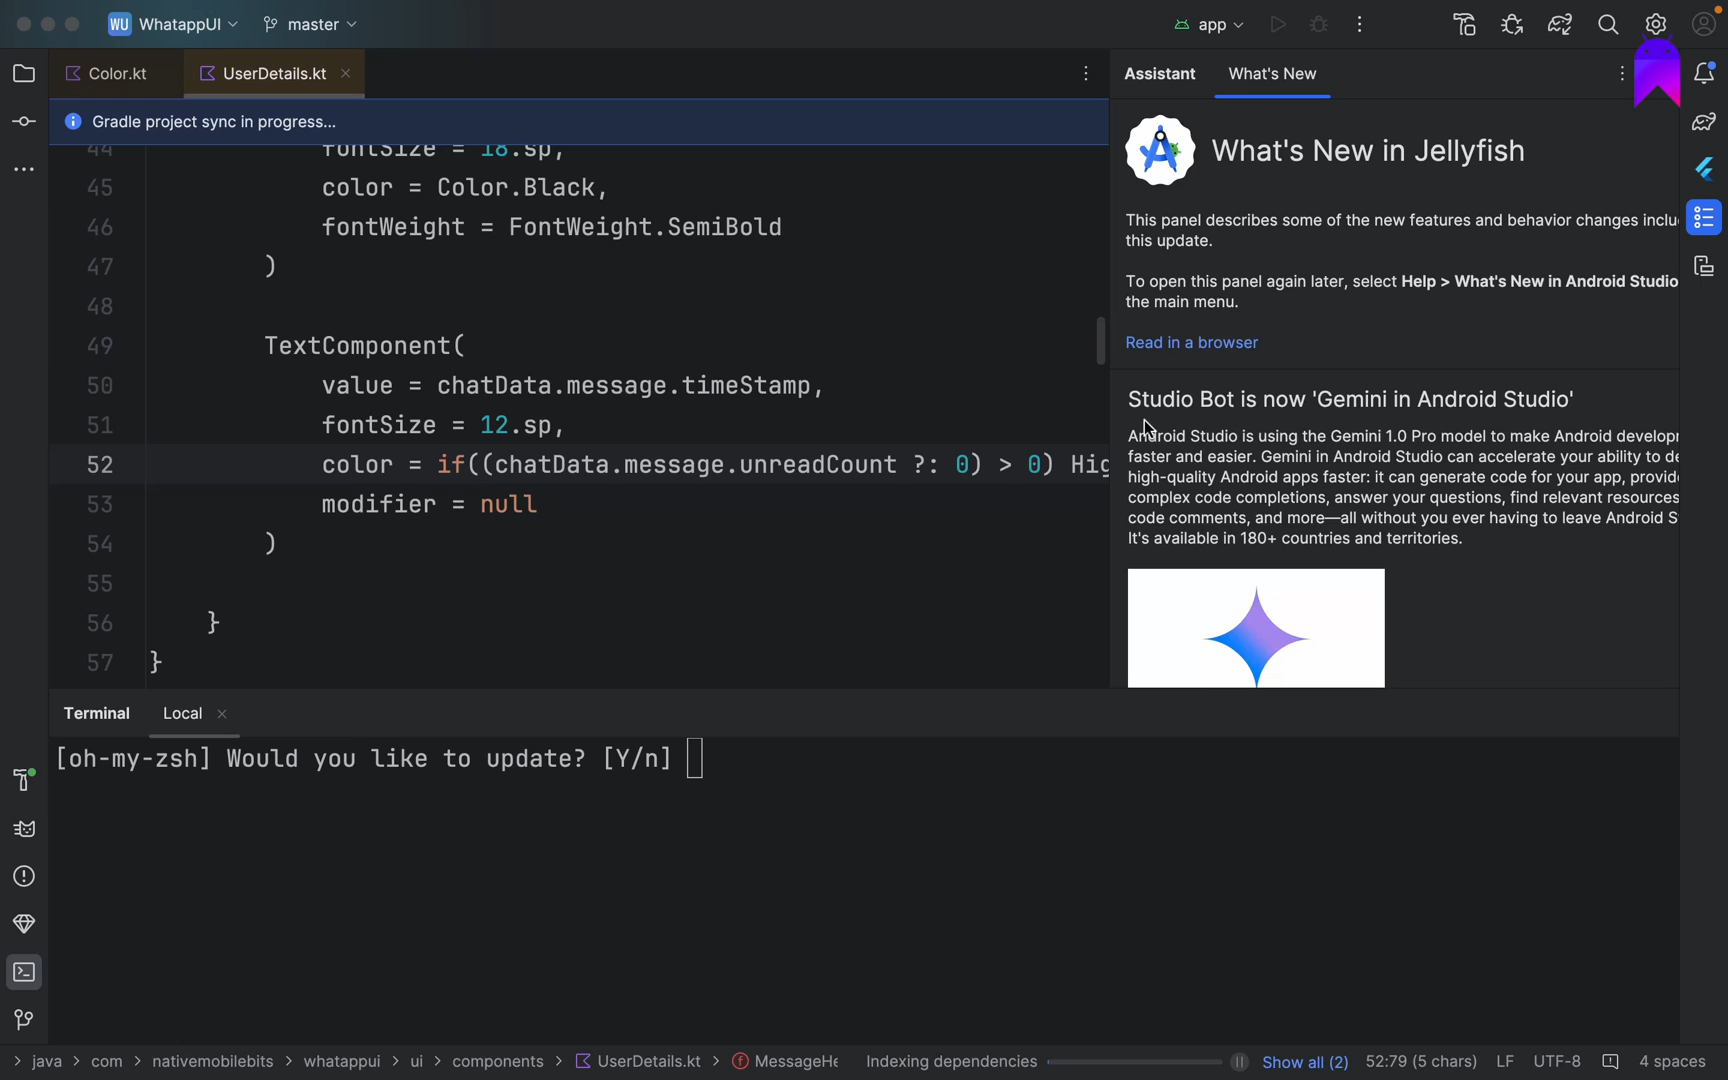 WU WhatappUI master app
Color.kt UserDetails.kt
Assistant What's New
Gradle project sync in progress...
44 fontSize = 18.sp,
45 color = Color.Black,
46 fontWeight = FontWeight.SemiBold
47 )
48
49 TextComponent(
50 value = chatData.message.timeStamp,
51 fontSize = 12.sp,
52 color = if((chatData.message.unreadCount ?: 0) > 0) Hig
53 modifier = null
54 )
55
56 }
57 }
What's New in Jellyfish
This panel describes some of the new features and behavior changes inclu
this update.
To open this panel again later, select Help > What's New in Android Studio
the main menu.
Read in a browser
Studio Bot is now 'Gemini in Android Studio'
Android Studio is using the Gemini 1.0 Pro model to make Android developm
faster and easier. Gemini in Android Studio can accelerate your ability to de
high-quality Android apps faster: it can generate code for your app, provide
complex code completions, answer your questions, find relevant resources
code comments, and more—all without you ever having to leave Android S
It's available in 180+ countries and territories.
Terminal Local
[oh-my-zsh] Would you like to update? [Y/n]
> java > com > nativemobilebits > whatappui > ui > components > UserDetails.kt > MessageHe
Indexing dependencies Show all (2) 52:79 (5 chars) LF UTF-8 4 spaces